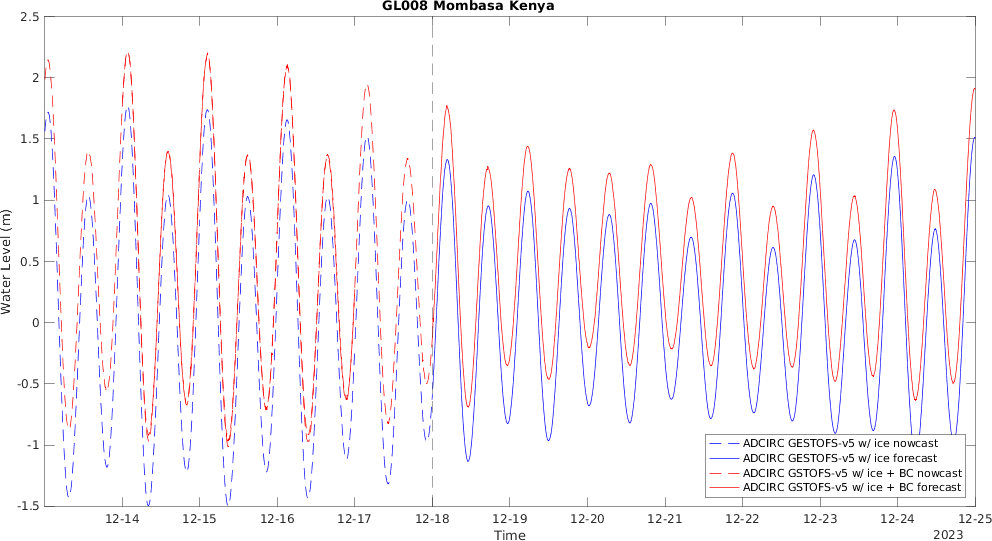 GL008 Mombasa Kenya
2.5
2
1.5
1
0.5
0
-0.5
-1
-1.5
Water Level (m)
ADCIRC GESTOFS-v5 w/ ice nowcast
ADCIRC GESTOFS-v5 w/ ice forecast
ADCIRC GSTOFS-v5 w/ ice + BC nowcast
ADCIRC GSTOFS-v5 w/ ice + BC forecast
12-14 12-15 12-16 12-17 12-18 12-19 12-20 12-21 12-22 12-23 12-24 12-25
2023
Time